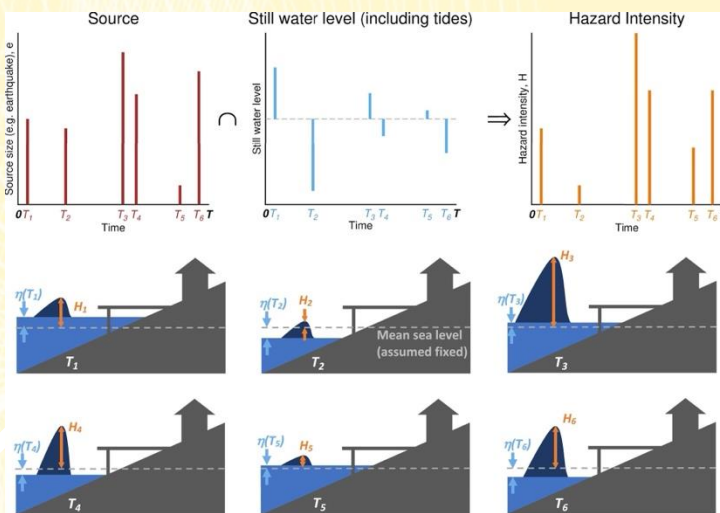 Source
Still water level (including tides)
Hazard Intensity
Source size (e.g. earthquake), e
Still water level
Hazard intensity, H
∩
⇒
0 T1 T2 T3 T4 T5 T6 T
Time
0 T1 T2 T3 T4 T5 T6 T
Time
0 T1 T2 T3 T4 T5 T6 T
Time
η(T1)
H1
T1
η(T2)
H2
Mean sea level
(assumed fixed)
T2
η(T3)
H3
T3
η(T4)
H4
T4
η(T5)
H5
T5
η(T6)
H6
T6